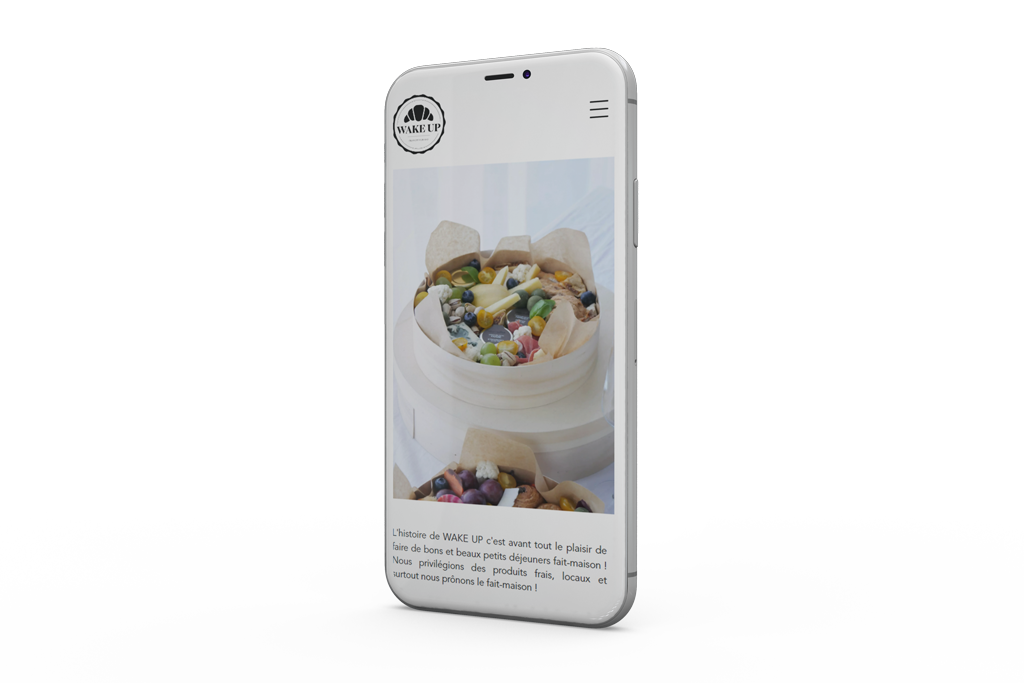 WAKE UP
L'histoire de WAKE UP c'est avant tout le plaisir de
faire de bons et beaux petits déjeuners fait-maison !
Nous privilégions des produits frais, locaux et
surtout nous prônons le fait-maison !